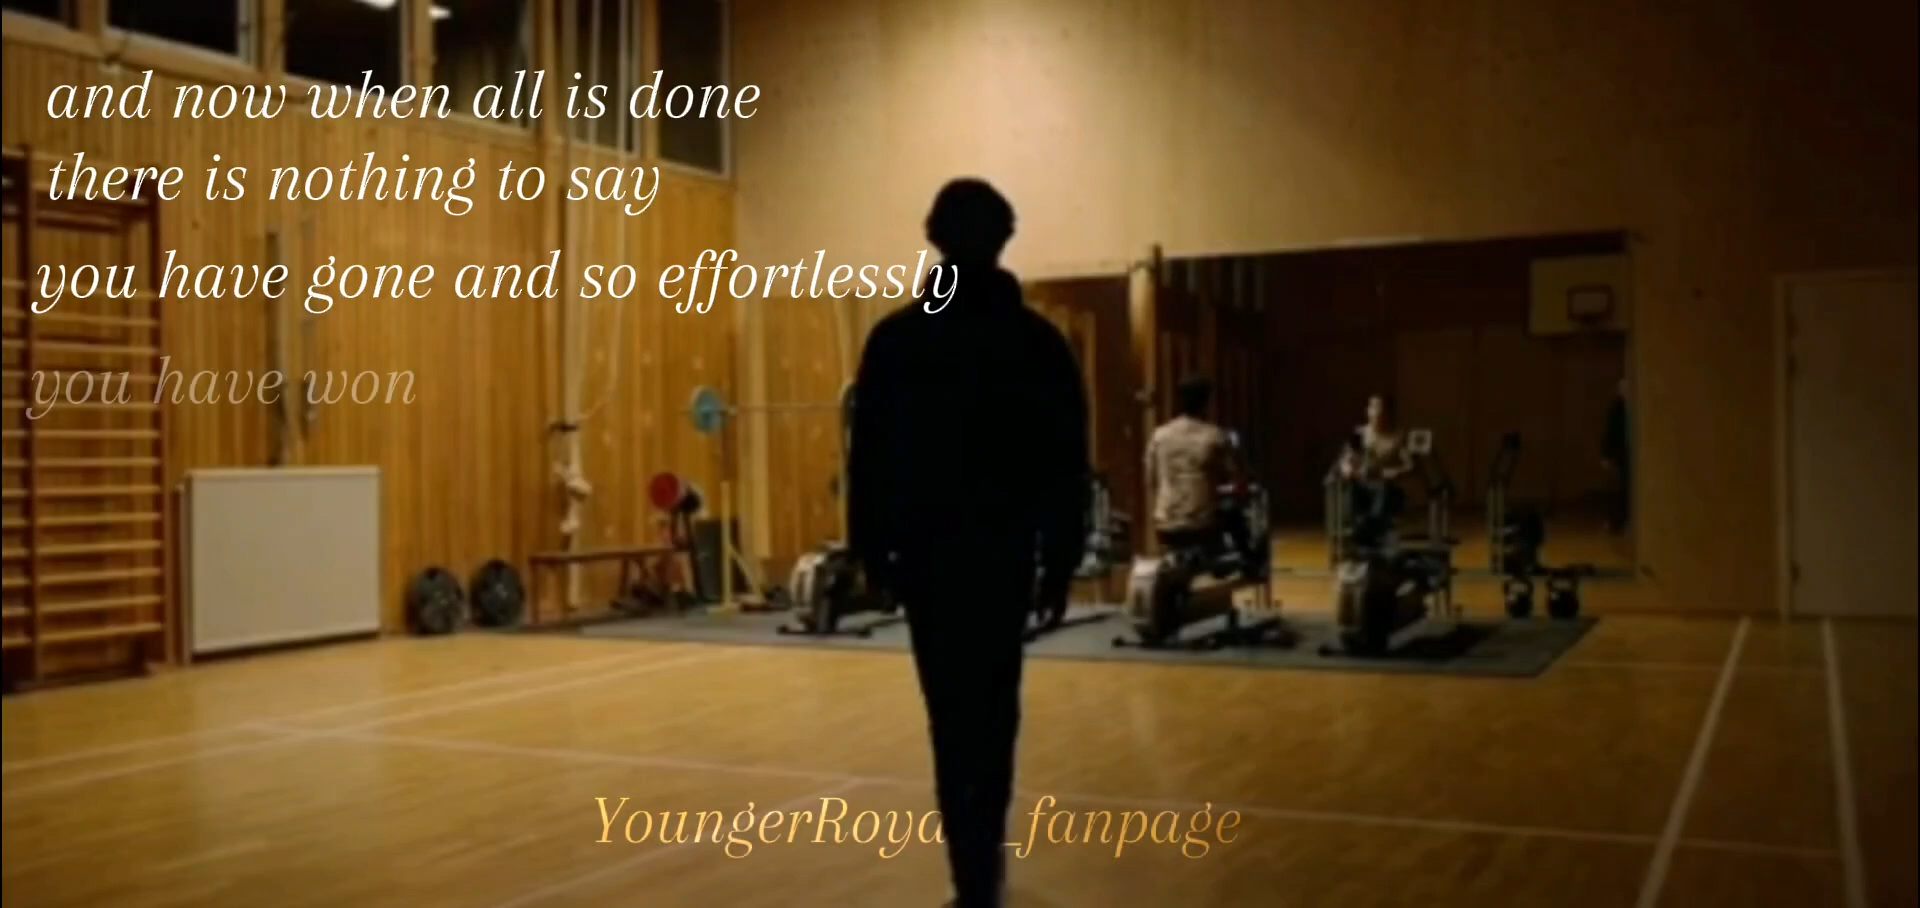 and now when all is done
there is nothing to say
you have gone and so effortlessly
you have won
_fanpage